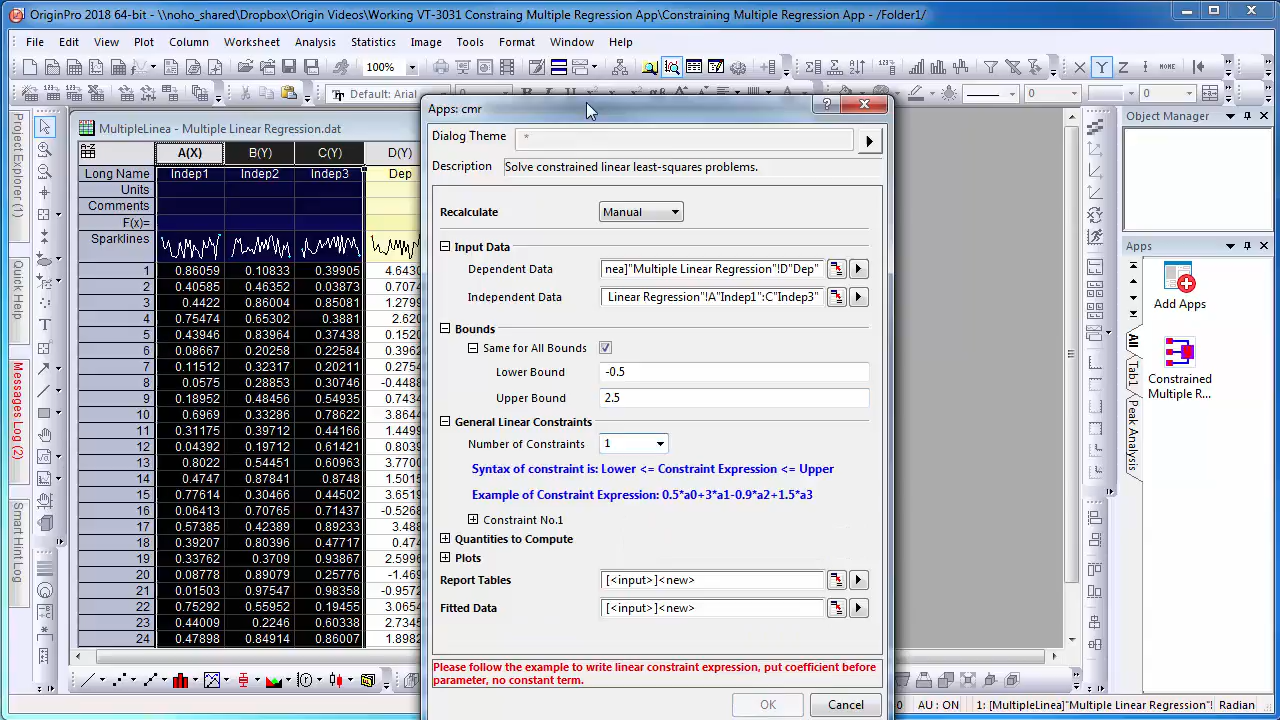 OriginPro 2018 64-bit - \\noho_shared\Dropbox\Origin Videos\Working VT-3031 Constraing Multiple Regression App\Constraining Multiple Regression App - /Folder1/
File Edit View Plot Column Worksheet Analysis Statistics Image Tools Format Window Help
100%
Default: Arial
0 0
Project Explorer (1)
Quick Help
Messages Log (2)
Smart Hint Log
MultipleLinea - Multiple Linear Regression.dat
A(X) B(Y) C(Y) D(Y)
Long Name Indep1 Indep2 Indep3 Dep
Units
Comments
F(x)=
Sparklines
1 0.86059 0.10833 0.39905 4.6430
2 0.40585 0.46332 0.03873 0.7074
3 0.4422 0.86004 0.85081 1.2799
4 0.75474 0.65302 0.3881 2.620
5 0.43946 0.83964 0.37438 0.1520
6 0.08667 0.20258 0.22584 0.3962
7 0.11512 0.32317 0.20211 0.2754
8 0.0575 0.28853 0.30746 -0.4488
9 0.18952 0.48456 0.54935 0.7434
10 0.6969 0.33286 0.78622 3.8644
11 0.31175 0.39712 0.44166 1.4499
12 0.04392 0.19712 0.61421 0.8039
13 0.8022 0.54451 0.60963 3.7700
14 0.4747 0.87841 0.8748 1.5015
15 0.77614 0.30466 0.44502 3.6519
16 0.06413 0.70765 0.71437 -0.5268
17 0.57385 0.42389 0.89233 3.488
18 0.39207 0.80396 0.47717 0.474
19 0.33762 0.3709 0.93867 2.5996
20 0.08778 0.89079 0.25776 -1.469
21 0.01503 0.97547 0.98358 -0.9572
22 0.75292 0.55952 0.19455 3.0654
23 0.44009 0.2246 0.60338 2.7345
24 0.47898 0.84914 0.86007 1.8982
Apps: cmr
?
Dialog Theme *
Description Solve constrained linear least-squares problems.
Recalculate Manual
Input Data
Dependent Data nea]"Multiple Linear Regression"!D"Dep"
Independent Data Linear Regression"!A"Indep1":C"Indep3"
Bounds
Same for All Bounds
Lower Bound -0.5
Upper Bound 2.5
General Linear Constraints
Number of Constraints 1
Syntax of constraint is: Lower <= Constraint Expression <= Upper
Example of Constraint Expression: 0.5*a0+3*a1-0.9*a2+1.5*a3
Constraint No.1
Quantities to Compute
Plots
Report Tables [<input>]<new>
Fitted Data [<input>]<new>
Please follow the example to write linear constraint expression, put coefficient before
parameter, no constant term.
OK Cancel
Object Manager
Apps
All
Tab1
Peak Analysis
Add Apps
Constrained
Multiple R...
0 AU : ON 1: [MultipleLinea]"Multiple Linear Regression"! Radian